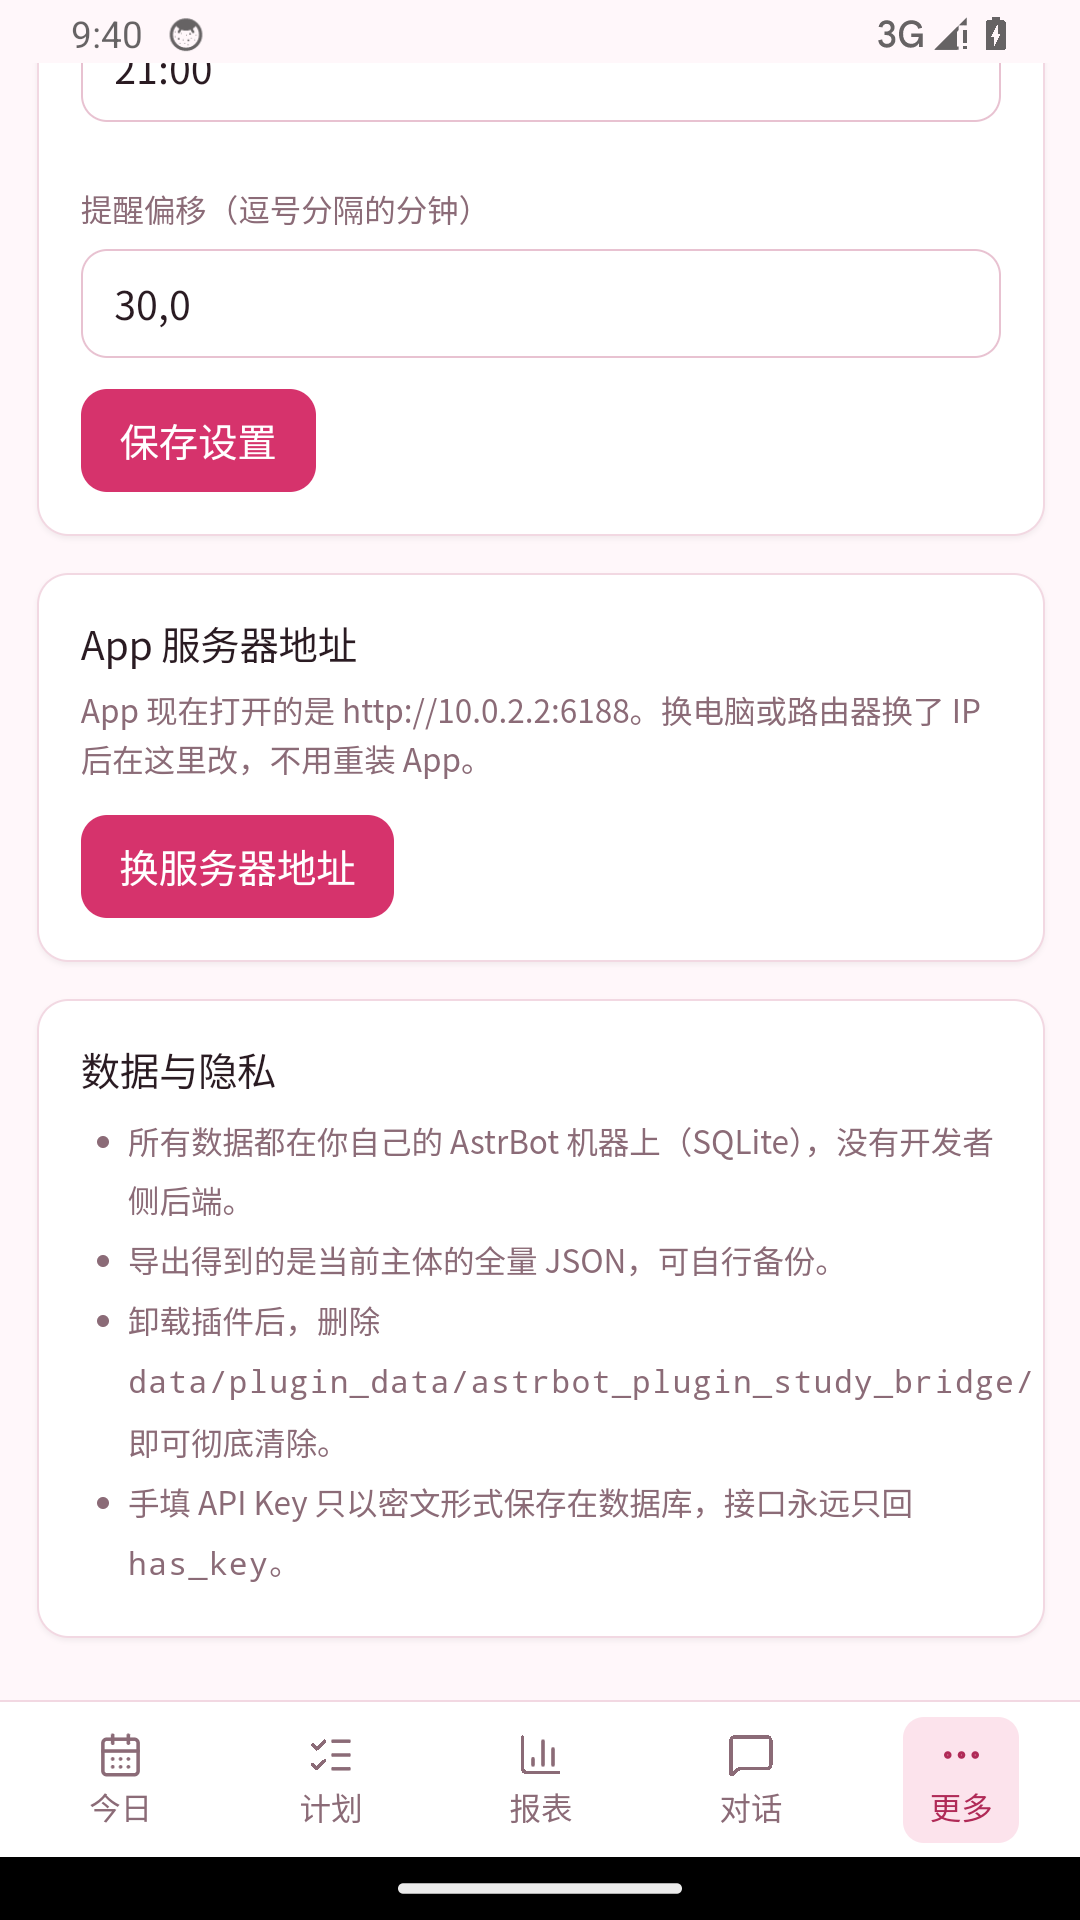 9:40
3G
21:00
提醒偏移（逗号分隔的分钟）
30,0
保存设置
App 服务器地址
App 现在打开的是 http://10.0.2.2:6188。换电脑或路由器换了 IP
后在这里改，不用重装 App。
换服务器地址
数据与隐私
所有数据都在你自己的 AstrBot 机器上（SQLite），没有开发者
侧后端。
导出得到的是当前主体的全量 JSON，可自行备份。
卸载插件后，删除
data/plugin_data/astrbot_plugin_study_bridge/
即可彻底清除。
手填 API Key 只以密文形式保存在数据库，接口永远只回
has_key。
今日
计划
报表
对话
更多